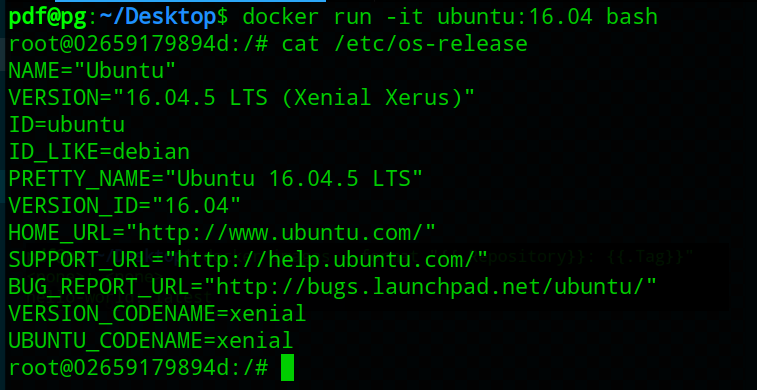 pdf@pg:~/Desktop$ docker run -it ubuntu:16.04 bash
root@02659179894d:/# cat /etc/os-release
NAME="Ubuntu"
VERSION="16.04.5 LTS (Xenial Xerus)"
ID=ubuntu
ID_LIKE=debian
PRETTY_NAME="Ubuntu 16.04.5 LTS"
VERSION_ID="16.04"
HOME_URL="http://www.ubuntu.com/"
SUPPORT_URL="http://help.ubuntu.com/"
BUG_REPORT_URL="http://bugs.launchpad.net/ubuntu/"
VERSION_CODENAME=xenial
UBUNTU_CODENAME=xenial
root@02659179894d:/#